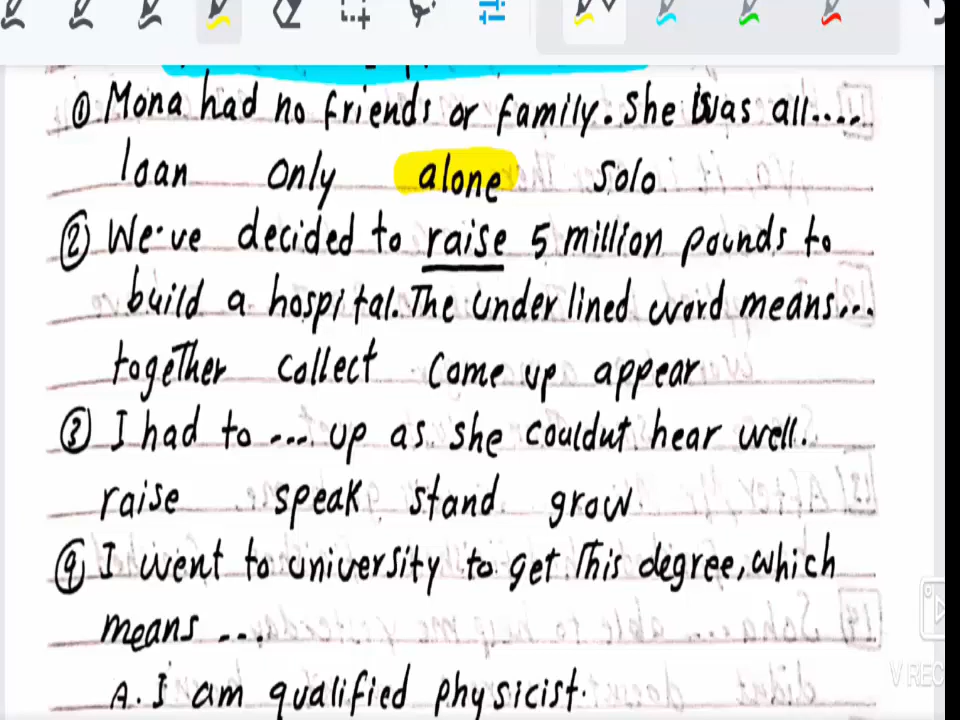 ① Mona had no friends or family. She was all....
loan only alone solo
② We've decided to raise 5 million pounds to
build a hospital. The underlined word means...
together collect come up appear
③ I had to .... up as she couldnt hear well.
raise speak stand grow
④ I went to university to get This degree, which
means ....
A. I am qualified physicist.
V REC